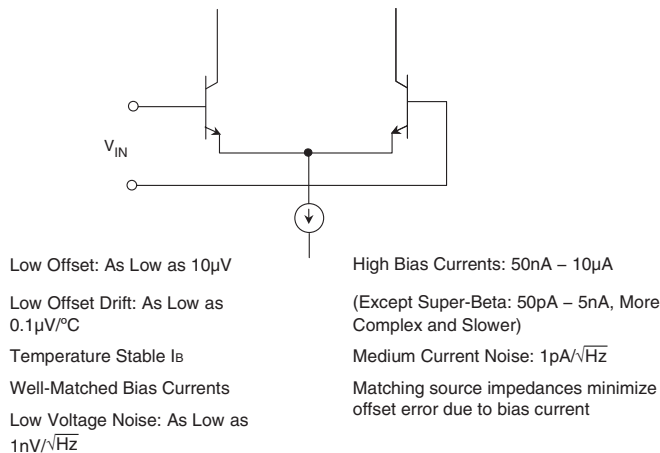 V_IN
Low Offset: As Low as 10µV
Low Offset Drift: As Low as
0.1µV/ºC
Temperature Stable IB
Well-Matched Bias Currents
Low Voltage Noise: As Low as
1nV/√Hz
High Bias Currents: 50nA – 10µA
(Except Super-Beta: 50pA – 5nA, More
Complex and Slower)
Medium Current Noise: 1pA/√Hz
Matching source impedances minimize
offset error due to bias current